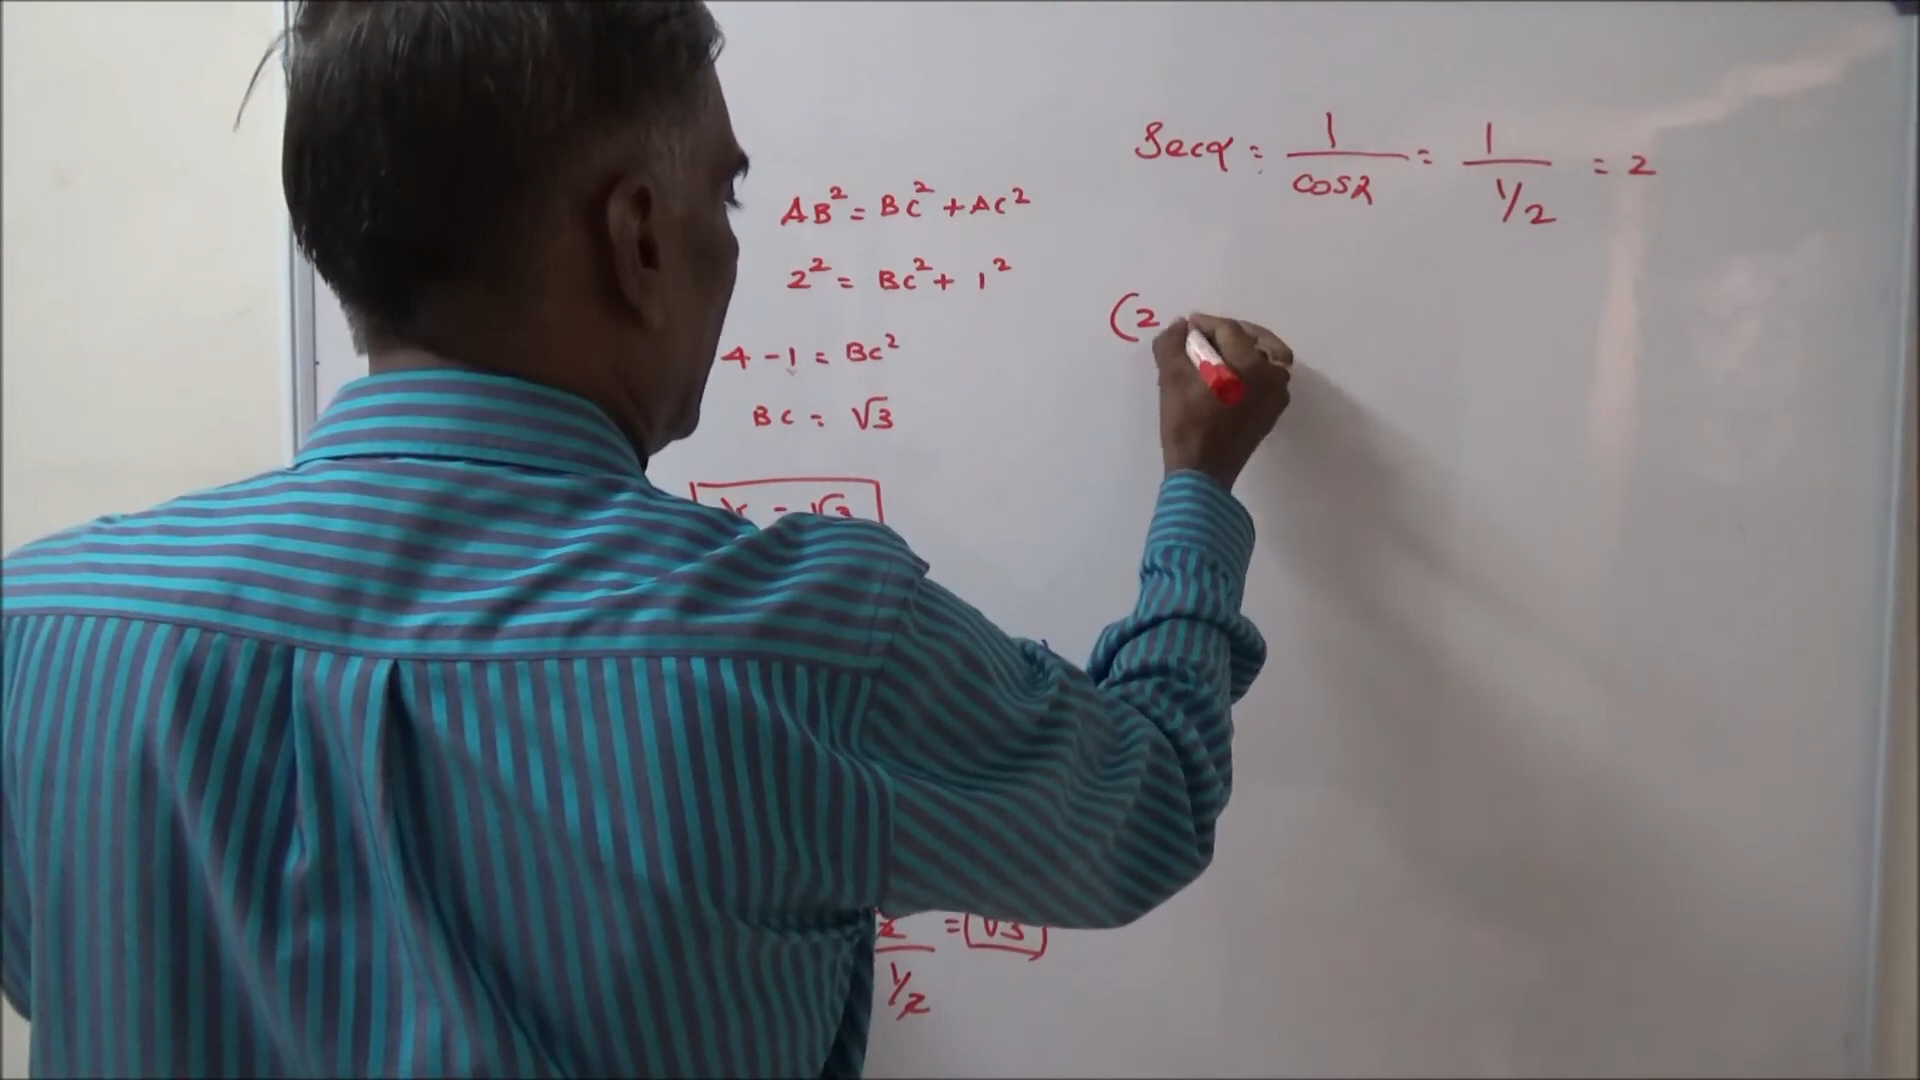 AB² = BC² + AC²
2² = BC² + 1²
4 - 1 = BC²
BC = √3
= √3
= √3
1/2
Secα = 1/cosα = 1/1/2 = 2
(2